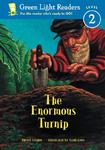 Green Light Readers
For the reader who's ready to GO!
LEVEL
2
The
Enormous
Turnip